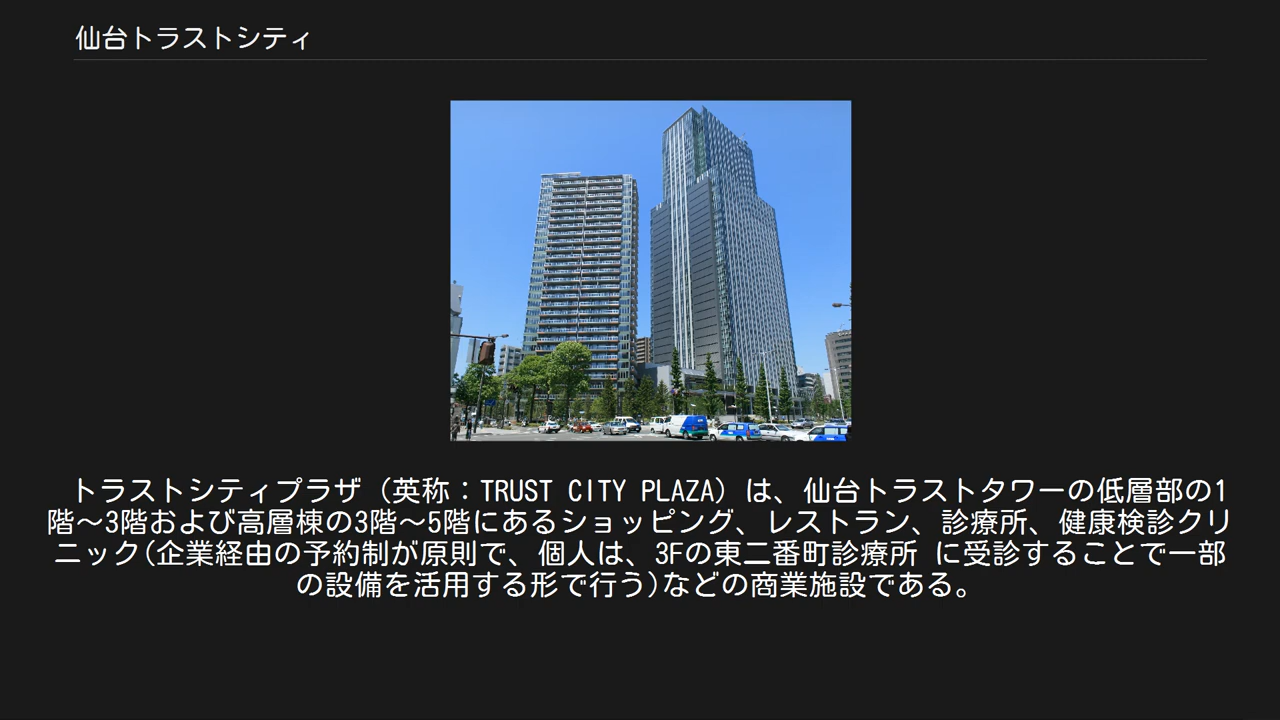 仙台トラストシティ
トラストシティプラザ（英称：TRUST CITY PLAZA）は、仙台トラストタワーの低層部の1
階〜3階および高層棟の3階〜5階にあるショッピング、レストラン、診療所、健康検診クリ
ニック(企業経由の予約制が原則で、個人は、3Fの東二番町診療所 に受診することで一部
の設備を活用する形で行う)などの商業施設である。